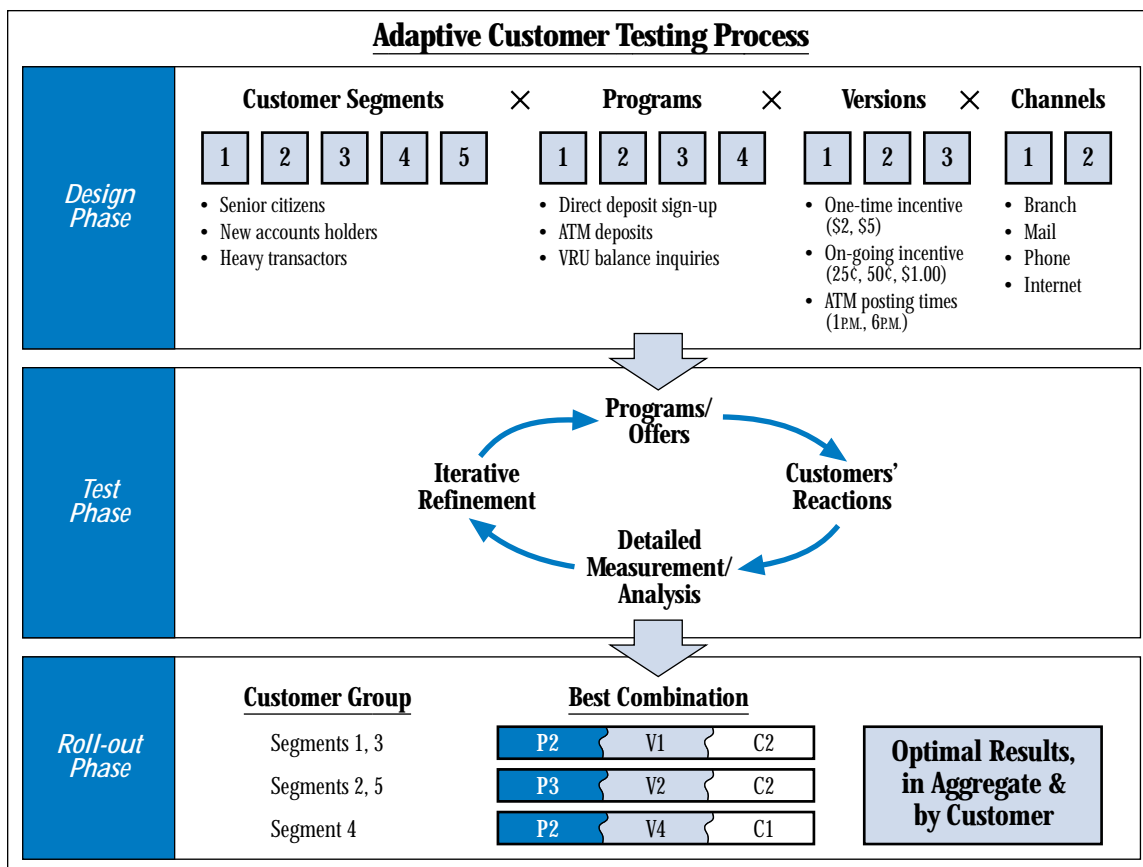 Adaptive Customer Testing Process
Design
Phase
Customer Segments × Programs × Versions × Channels
1 2 3 4 5 1 2 3 4 1 2 3 1 2
• Senior citizens
• New accounts holders
• Heavy transactors
• Direct deposit sign-up
• ATM deposits
• VRU balance inquiries
• One-time incentive
($2, $5)
• On-going incentive
(25¢, 50¢, $1.00)
• ATM posting times
(1P.M., 6P.M.)
• Branch
• Mail
• Phone
• Internet
Test
Phase
Programs/
Offers
Customers'
Reactions
Detailed
Measurement/
Analysis
Iterative
Refinement
Roll-out
Phase
Customer Group Best Combination
Segments 1, 3 P2 V1 C2
Segments 2, 5 P3 V2 C2
Segment 4 P2 V4 C1
Optimal Results,
in Aggregate &
by Customer